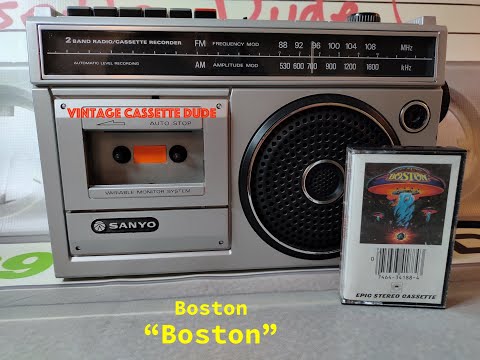 2 BAND RADIO/CASSETTE RECORDER
FM FREQUENCY MOD 88 92 96 100 104 108 MHz
AUTOMATIC LEVEL RECORDING
AM AMPLITUDE MOD 530 600 700 900 1200 1600 kHz
VINTAGE CASSETTE DUDE
AUTO STOP
VARIABLE MONITOR SYSTEM
SANYO
BOSTON
EPIC STEREO CASSETTE
Boston
“Boston”